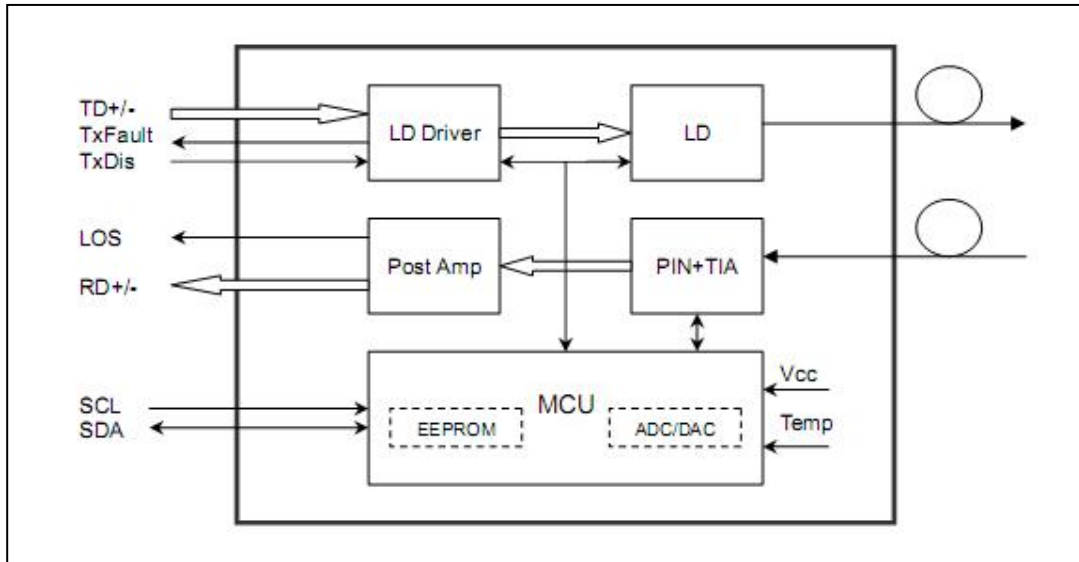 TD+/-
TxFault
TxDis
LD Driver
LD
LOS
RD+/-
Post Amp
PIN+TIA
SCL
SDA
MCU
EEPROM
ADC/DAC
Vcc
Temp